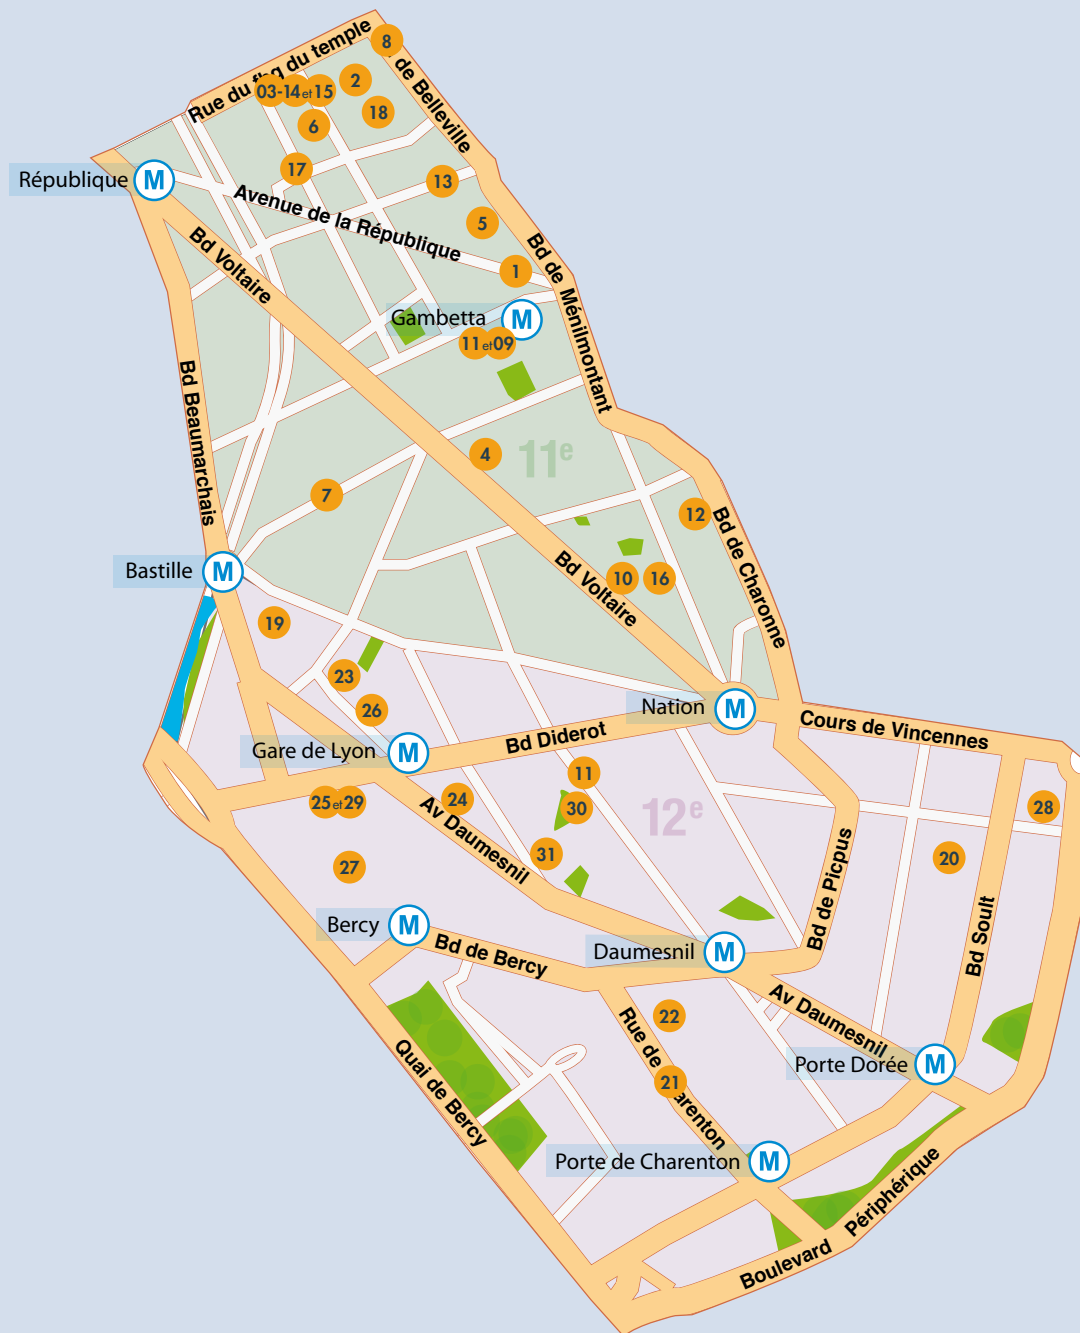 8
Rue du fbg du temple
de Belleville
2
03-14 et 15
18
6
17
République
M
13
Avenue de la République
5
Bd Voltaire
1
Bd de Ménilmontant
Gambetta
M
11 et 09
Bd Beaumarchais
4
11e
7
12
Bd de Charonne
Bastille
M
Bd Voltaire
10
16
19
23
26
Nation
M
Cours de Vincennes
Bd Diderot
Gare de Lyon
M
11
25 et 29
24
30
12e
28
Av Daumesnil
31
20
27
Bd de Picpus
Bercy
M
Bd de Bercy
Daumesnil
M
Bd Soult
22
Av Daumesnil
Rue de
arenton
21
Porte Dorée
M
Quai de Bercy
Porte de Charenton
M
Boulevard Périphérique